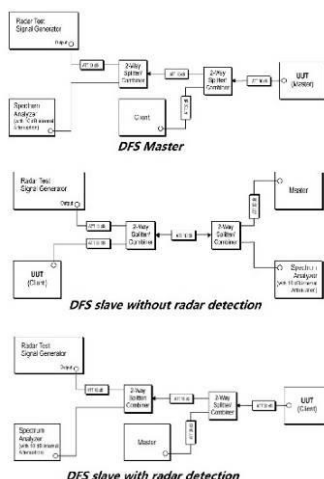 Radar Test
Signal Generator
Output
2-Way
Splitter/
Combiner
2-Way
Splitter/
Combiner
UUT
(Master)
Spectrum
Analyzer
Client
DFS Master
Radar Test
Signal Generator
Output
Master
2-Way
Splitter/
Combiner
2-Way
Splitter/
Combiner
UUT
(Client)
Spectrum
Analyzer
DFS slave without radar detection
Radar Test
Signal Generator
Output
2-Way
Splitter
Combiner
2-Way
Splitter
Combiner
UUT
(Client)
Spectrum
Analyzer
Master
DFS slave with radar detection